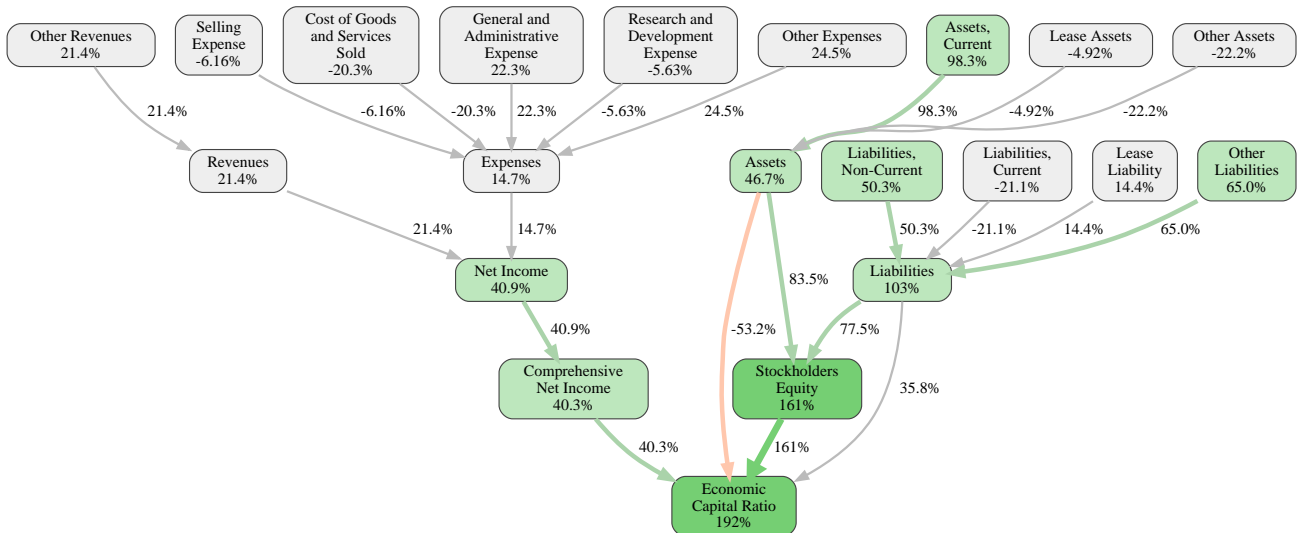 Other Revenues
21.4%
Selling
Expense
-6.16%
Cost of Goods
and Services
Sold
-20.3%
General and
Administrative
Expense
22.3%
Research and
Development
Expense
-5.63%
Other Expenses
24.5%
Assets,
Current
98.3%
Lease Assets
-4.92%
Other Assets
-22.2%
21.4%
-6.16%
-20.3%
22.3%
-5.63%
24.5%
98.3%
-4.92%
-22.2%
Revenues
21.4%
Expenses
14.7%
Assets
46.7%
Liabilities,
Non-Current
50.3%
Liabilities,
Current
-21.1%
Lease
Liability
14.4%
Other
Liabilities
65.0%
21.4%
14.7%
50.3%
-21.1%
14.4%
65.0%
Net Income
40.9%
83.5%
Liabilities
103%
40.9%
-53.2%
77.5%
Comprehensive
Net Income
40.3%
Stockholders
Equity
161%
35.8%
40.3%
161%
Economic
Capital Ratio
192%